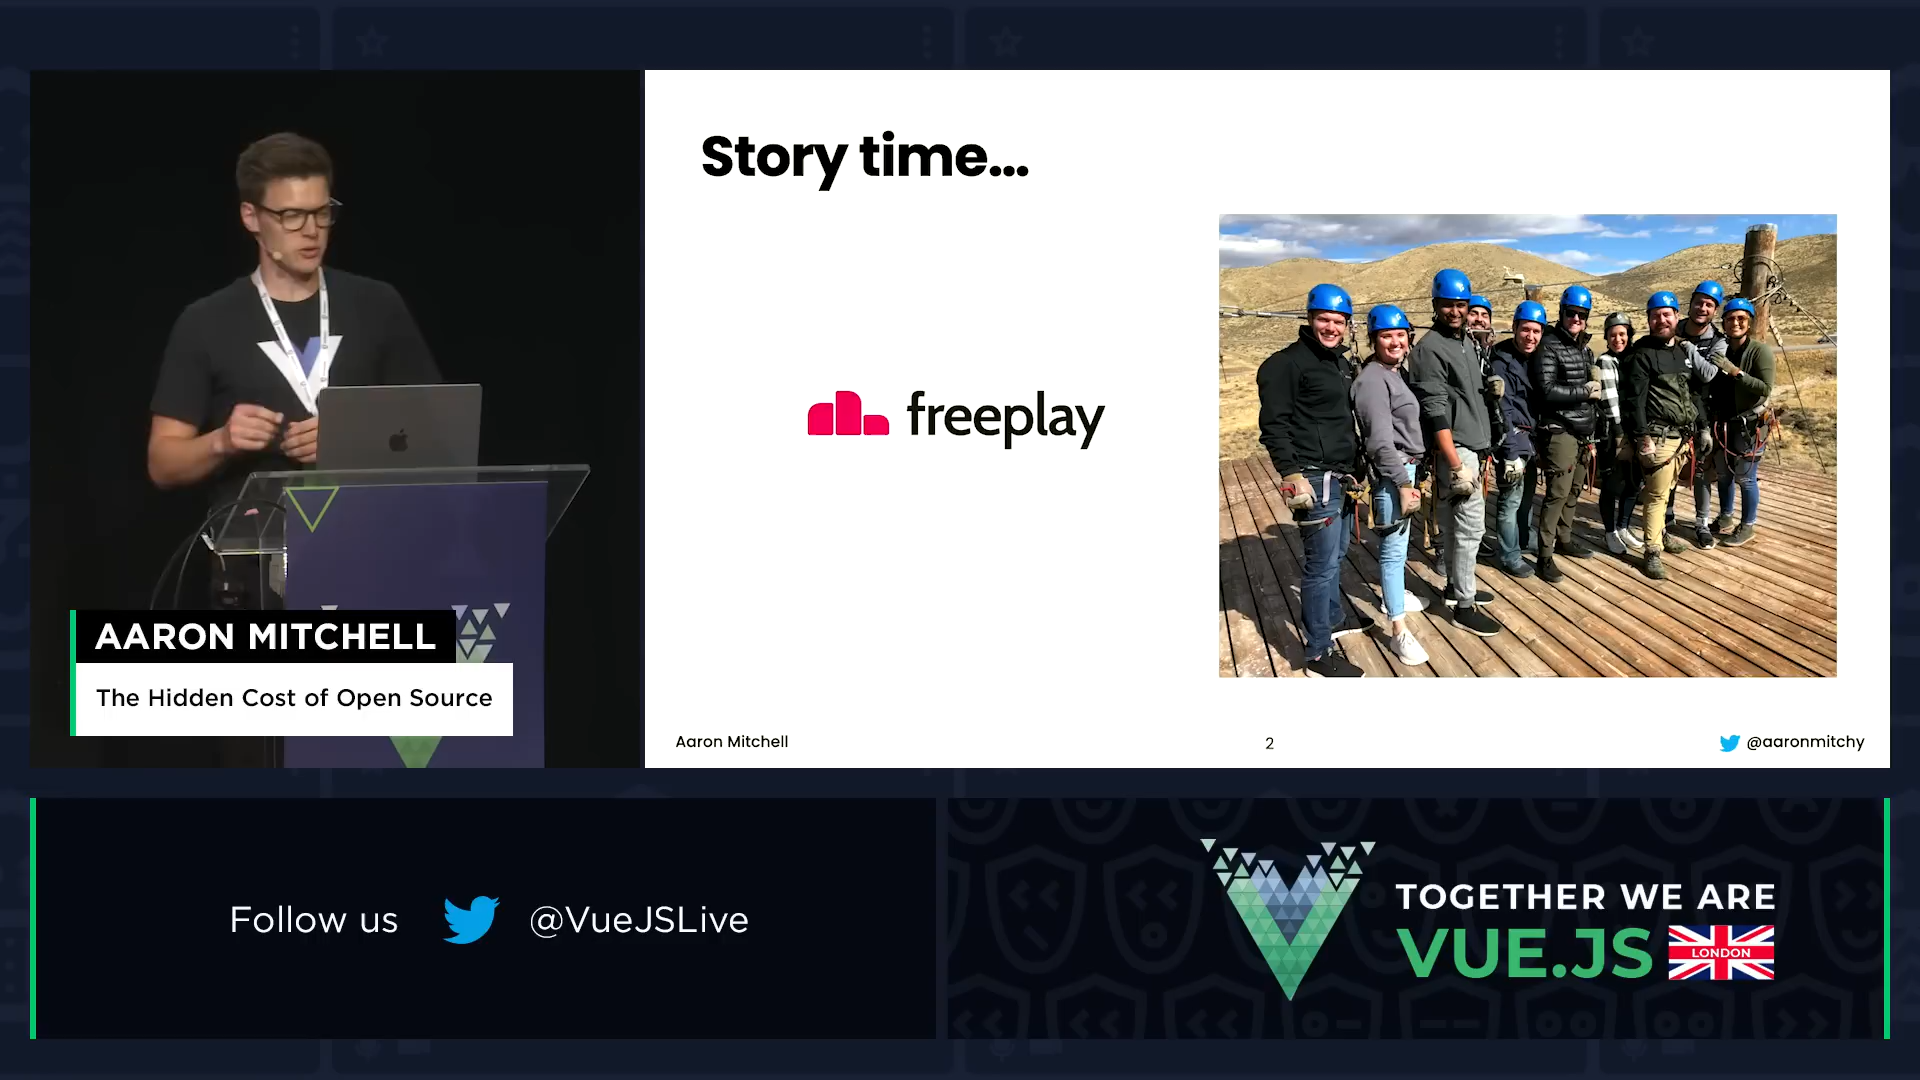 Story time...
freeplay
AARON MITCHELL
The Hidden Cost of Open Source
Aaron Mitchell
2
@aaronmitchy
Follow us
@VueJSLive
TOGETHER WE ARE
VUE.JS
LONDON